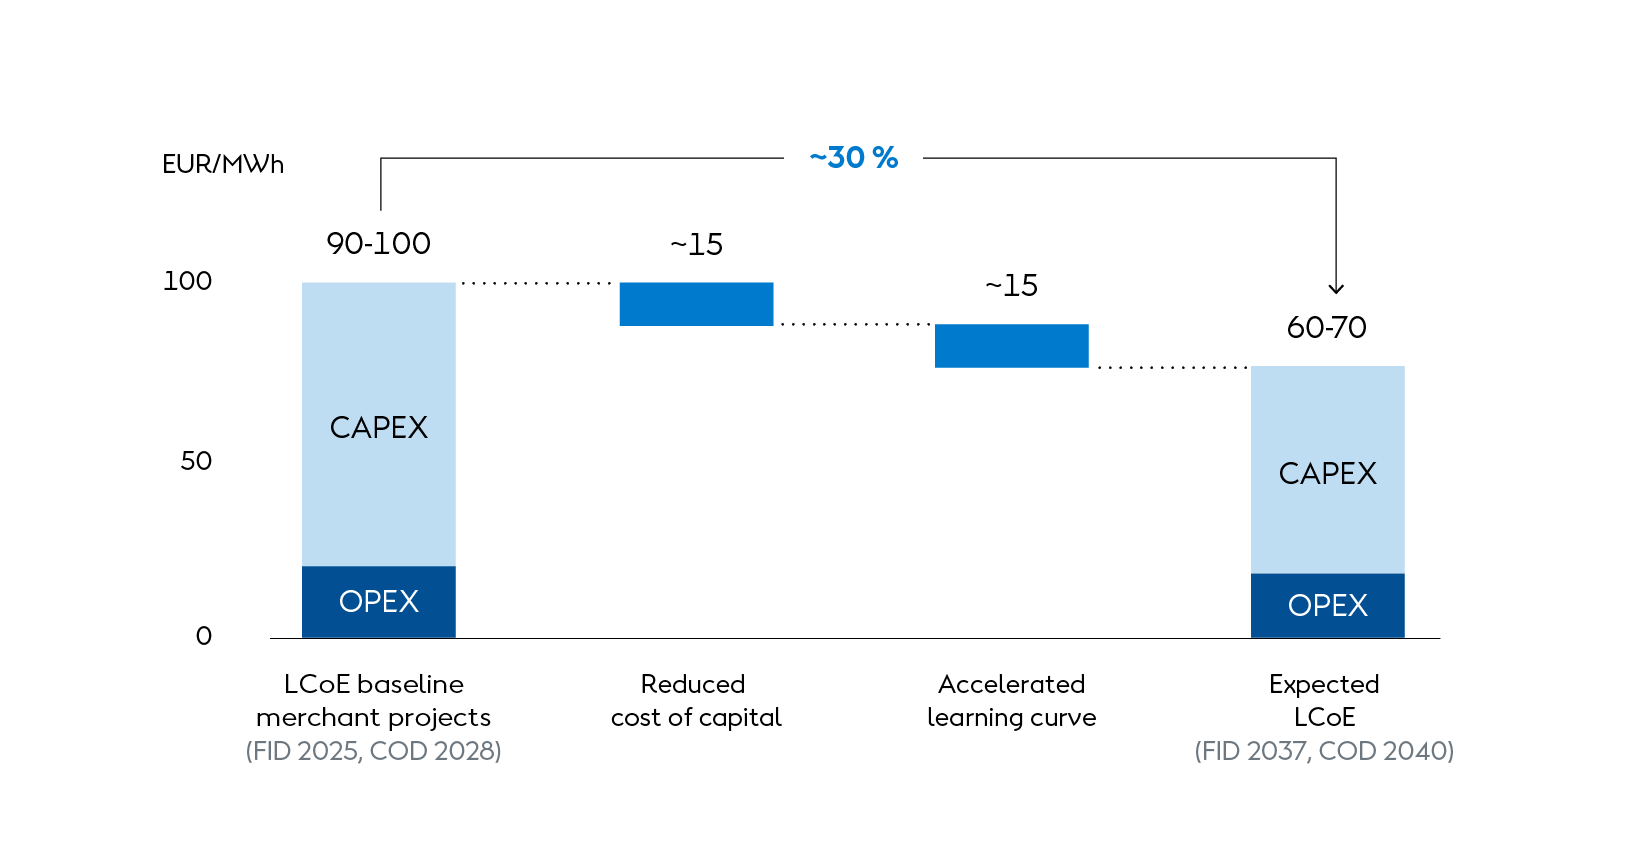 EUR/MWh
~30 %
90-100
~15
~15
60-70
100
50
0
CAPEX
OPEX
CAPEX
OPEX
LCoE baseline
merchant projects
(FID 2025, COD 2028)
Reduced
cost of capital
Accelerated
learning curve
Expected
LCoE
(FID 2037, COD 2040)